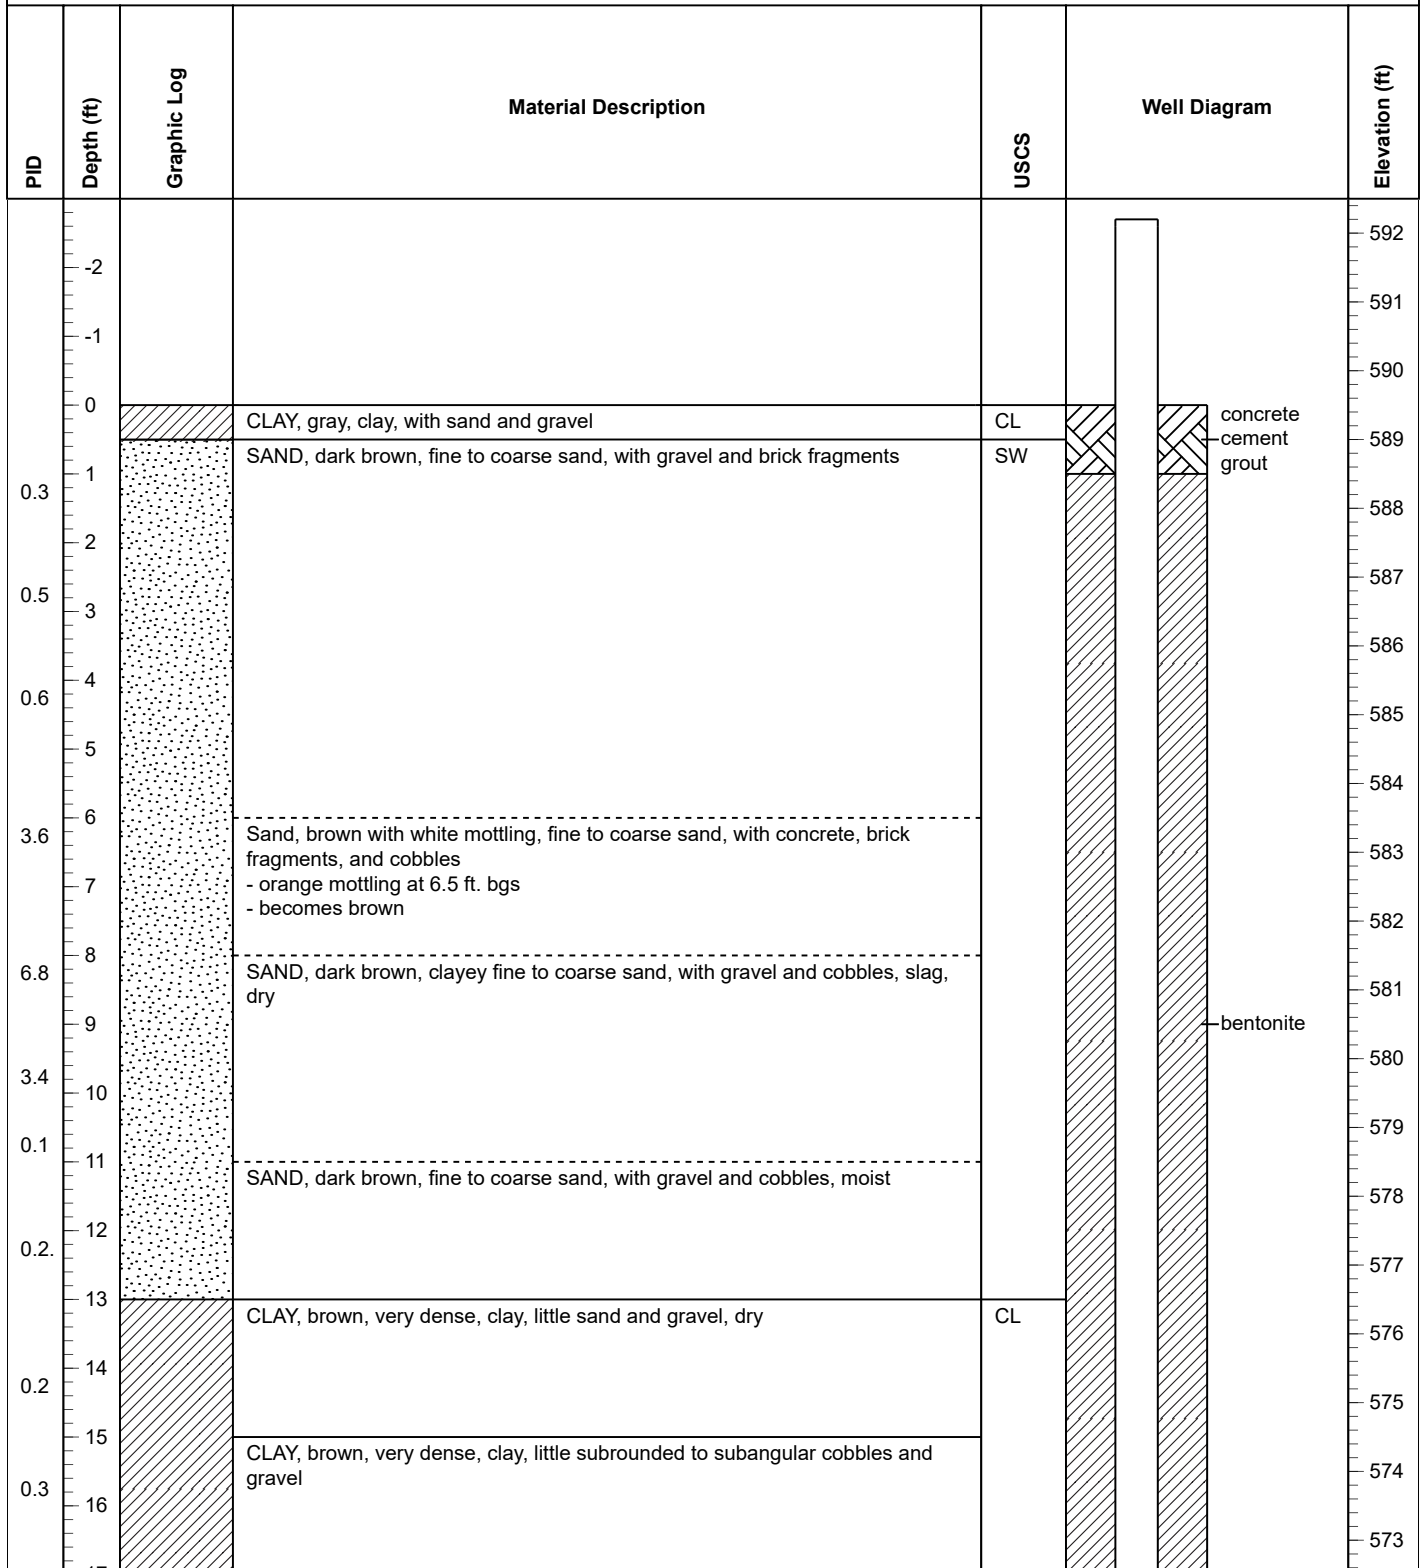 PID
Depth (ft)
Graphic Log
Material Description
USCS
Well Diagram
Elevation (ft)
592
-2
591
-1
590
0
CLAY, gray, clay, with sand and gravel
CL
concrete
cement
grout
589
SAND, dark brown, fine to coarse sand, with gravel and brick fragments
SW
1
0.3
588
2
587
0.5
3
586
4
0.6
585
5
584
6
3.6
Sand, brown with white mottling, fine to coarse sand, with concrete, brick
fragments, and cobbles
583
7
- orange mottling at 6.5 ft. bgs
- becomes brown
582
8
6.8
SAND, dark brown, clayey fine to coarse sand, with gravel and cobbles, slag,
dry
581
9
bentonite
580
3.4
10
579
0.1
11
SAND, dark brown, fine to coarse sand, with gravel and cobbles, moist
578
12
0.2.
577
13
CLAY, brown, very dense, clay, little sand and gravel, dry
CL
576
14
0.2
575
15
CLAY, brown, very dense, clay, little subrounded to subangular cobbles and
gravel
574
0.3
16
573